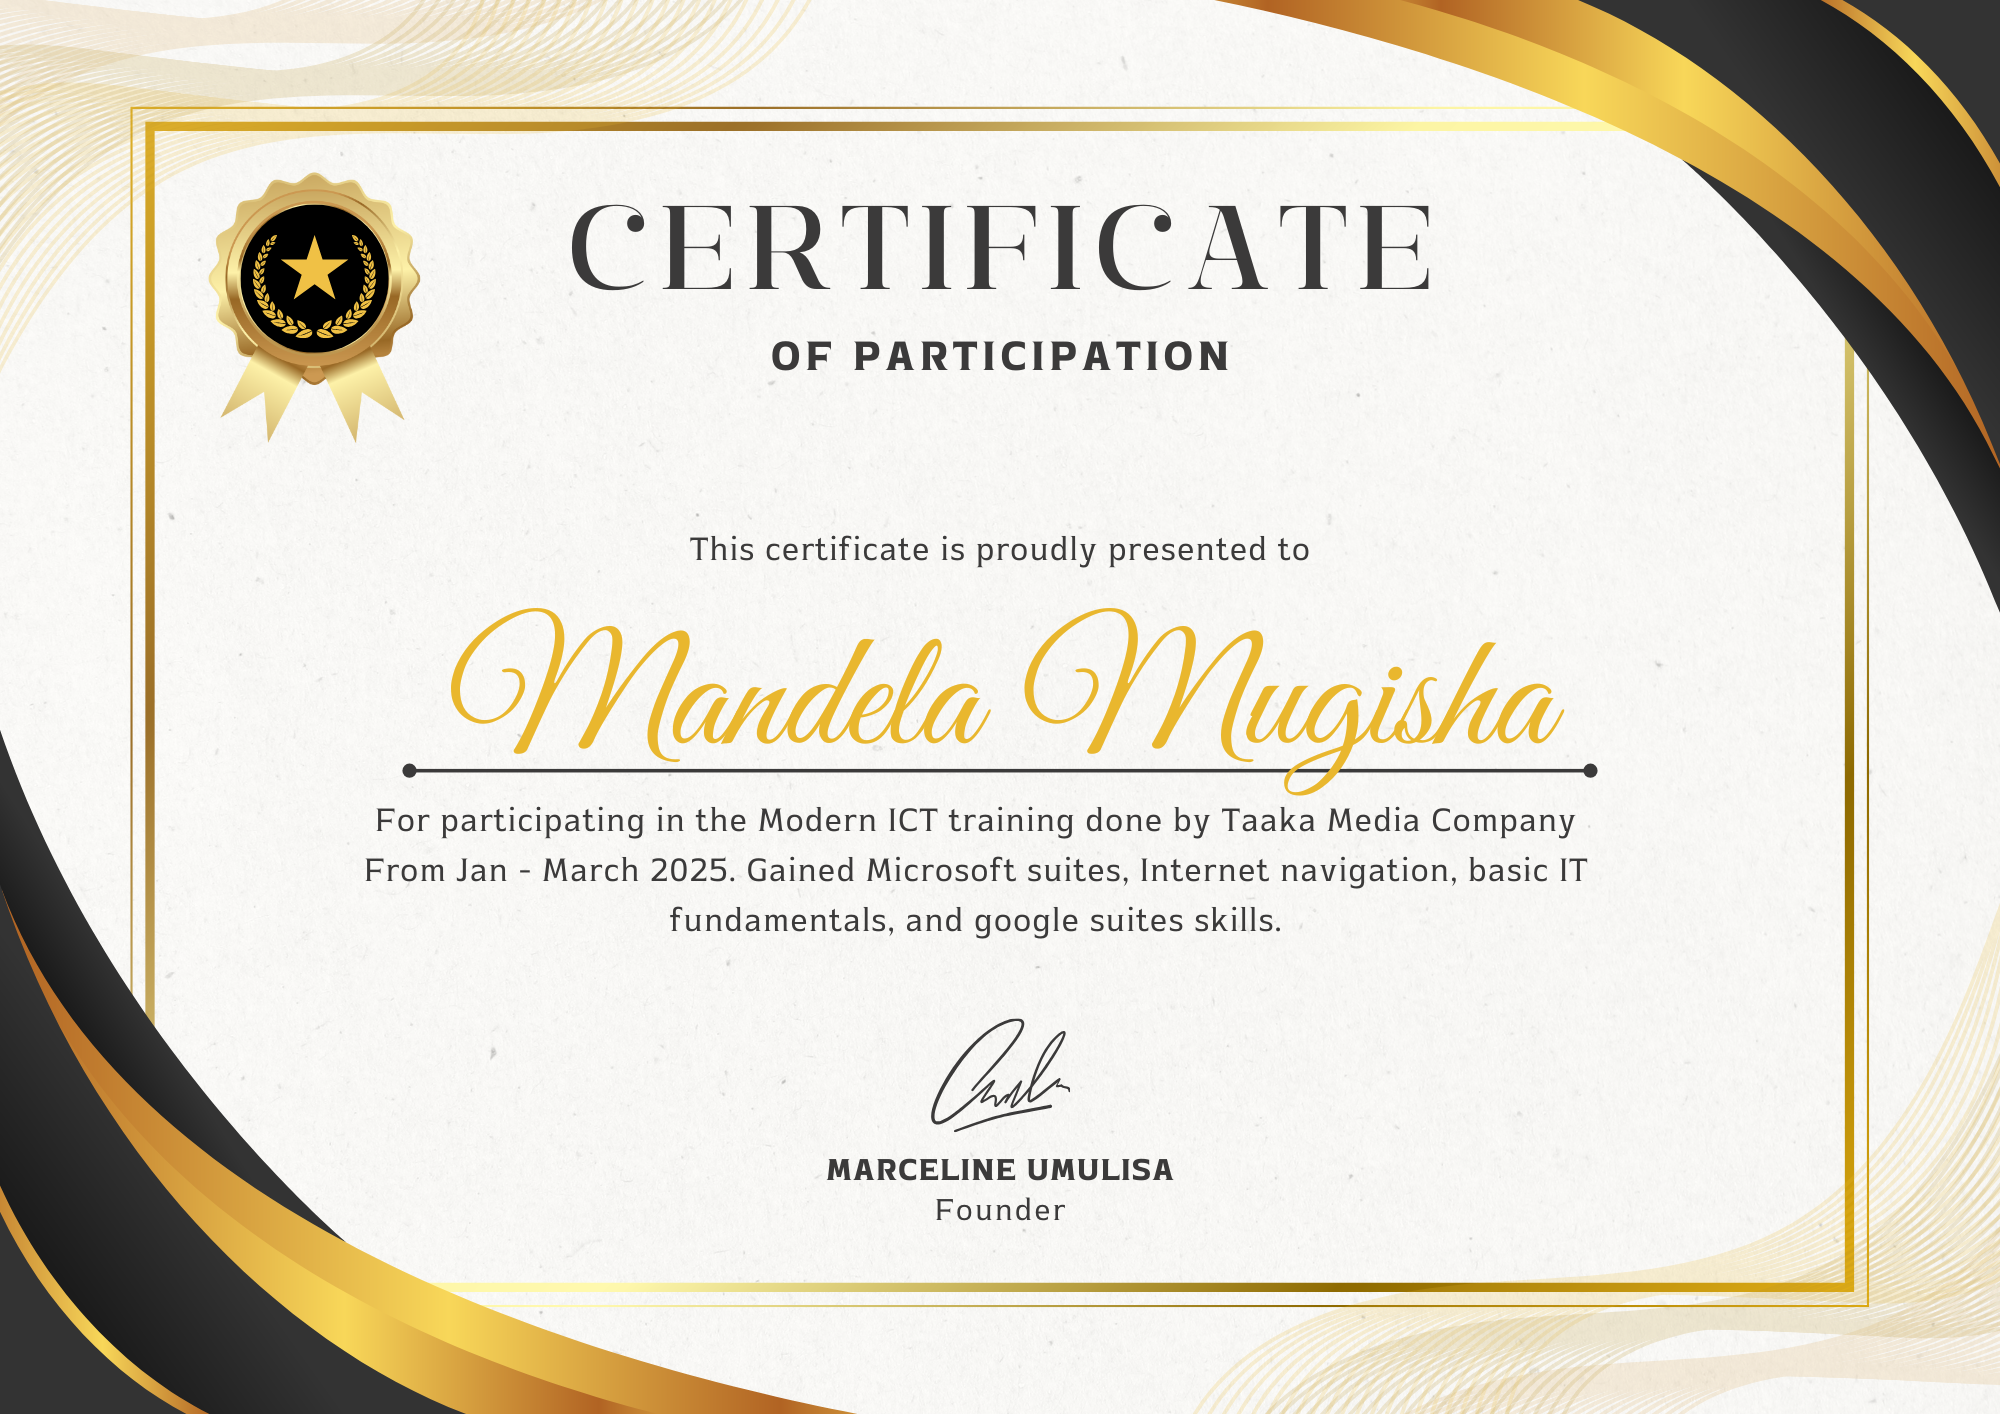 CERTIFICATE
OF PARTICIPATION
This certificate is proudly presented to
Mandela Mugisha
For participating in the Modern ICT training done by Taaka Media Company
From Jan - March 2025. Gained Microsoft suites, Internet navigation, basic IT
fundamentals, and google suites skills.
MARCELINE UMULISA
Founder